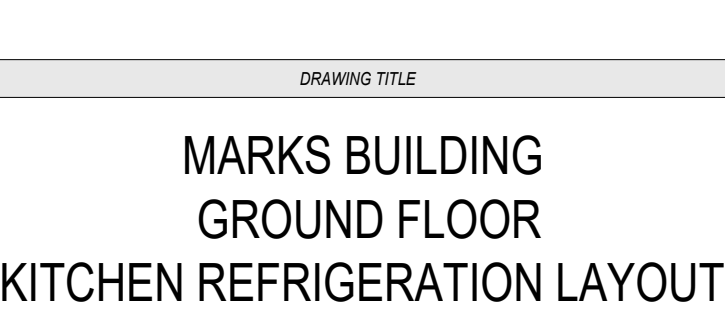 DRAWING TITLE
MARKS BUILDING
GROUND FLOOR
KITCHEN REFRIGERATION LAYOUT